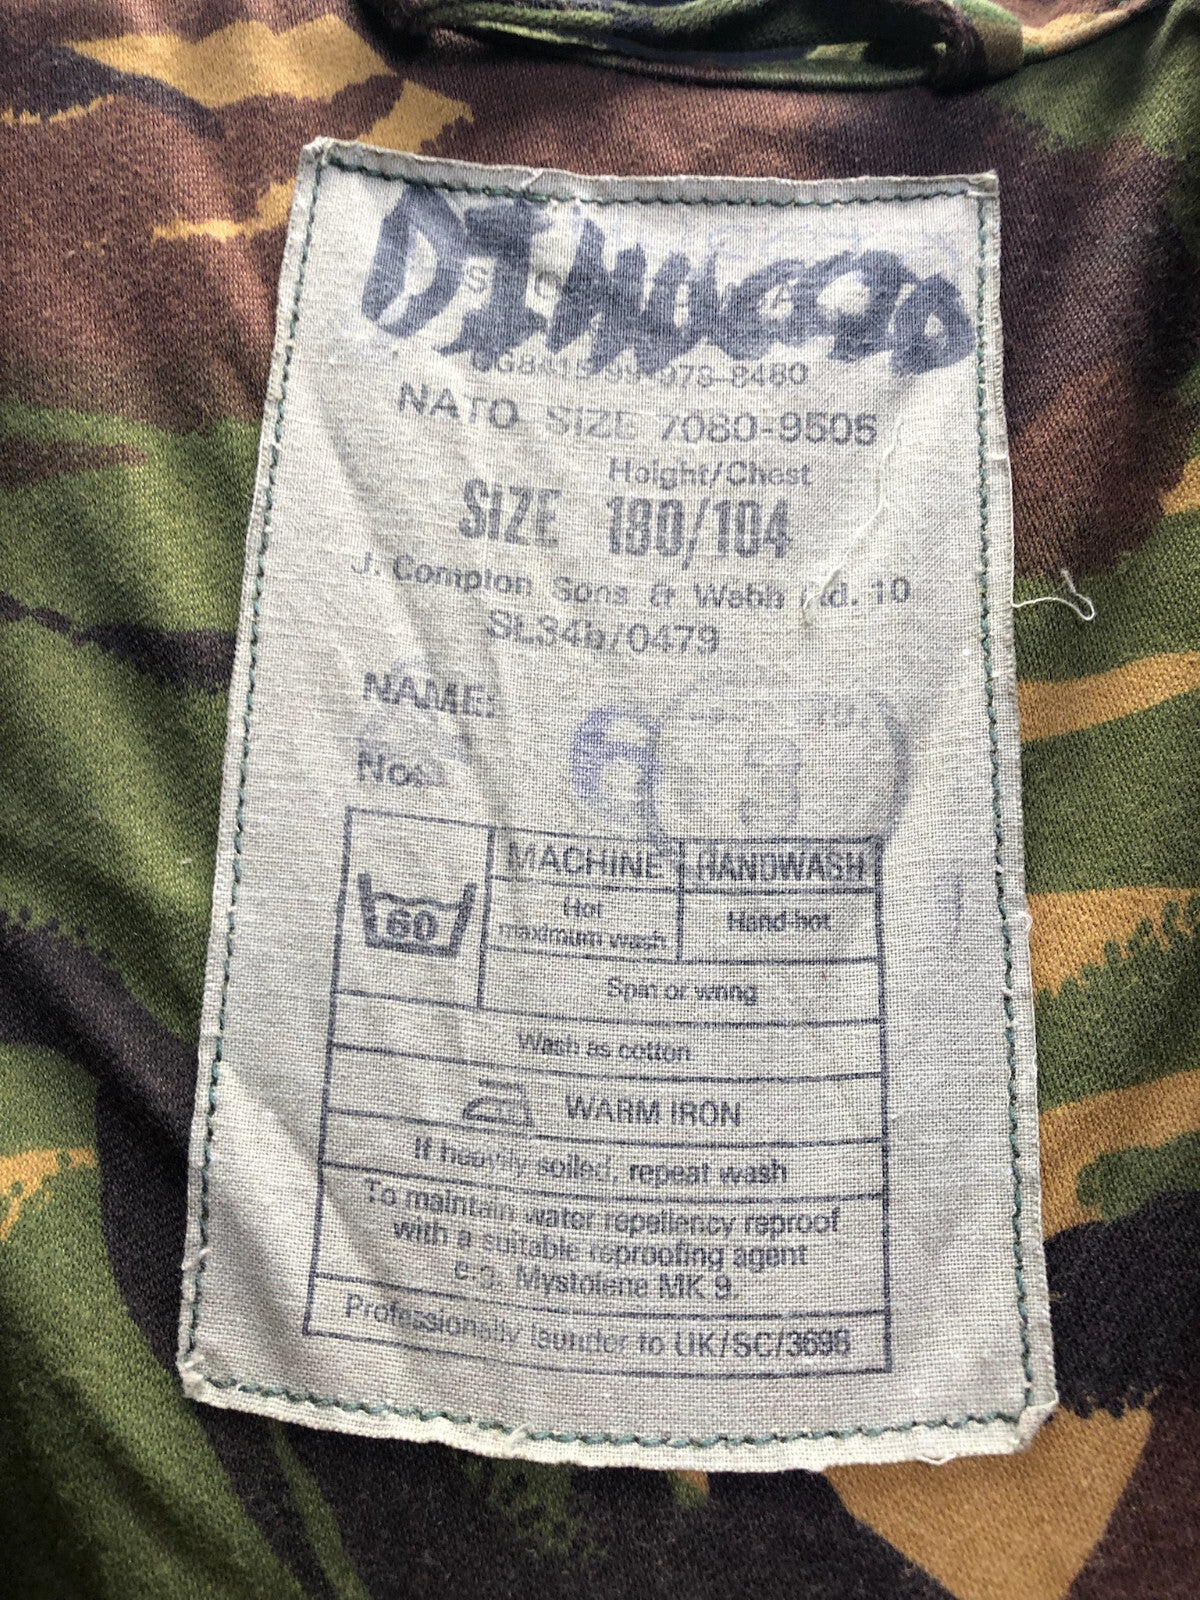 NATO SIZE 7080-9505
Height/Chest
SIZE 180/104
J. Compton Sons & Webb Ltd. 10
SL34b/0479
NAME:
No:
60
MACHINE HANDWASH
Hot Hand-hot
maximum wash
Spin or wring
Wash as cotton
WARM IRON
If heavily soiled, repeat wash
To maintain water repellency reproof
with a suitable reproofing agent
e.g. Mystolene MK 9.
Professionally launder to UK/SC/3698